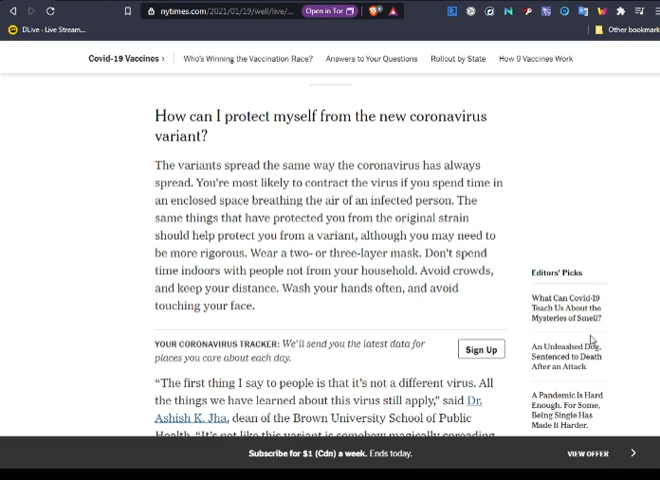 nytimes.com/2021/01/19/well/live/...
Open in Tor
DLive - Live Stream...
Other bookmark
Covid-19 Vaccines ›
Who's Winning the Vaccination Race?
Answers to Your Questions
Rollout by State
How 9 Vaccines Work
How can I protect myself from the new coronavirus
variant?
The variants spread the same way the coronavirus has always
spread. You're most likely to contract the virus if you spend time in
an enclosed space breathing the air of an infected person. The
same things that have protected you from the original strain
should help protect you from a variant, although you may need to
be more rigorous. Wear a two- or three-layer mask. Don't spend
time indoors with people not from your household. Avoid crowds,
and keep your distance. Wash your hands often, and avoid
touching your face.
YOUR CORONAVIRUS TRACKER: We'll send you the latest data for
places you care about each day.
Sign Up
“The first thing I say to people is that it's not a different virus. All
the things we have learned about this virus still apply,” said Dr.
Ashish K. Jha, dean of the Brown University School of Public
Health. “It's not like this variant is somehow magically spreading
Editors' Picks
What Can Covid-19
Teach Us About the
Mysteries of Smell?
An Unleashed Dog,
Sentenced to Death
After an Attack
A Pandemic Is Hard
Enough. For Some,
Being Single Has
Made It Harder.
Subscribe for $1 (Cdn) a week. Ends today.
VIEW OFFER